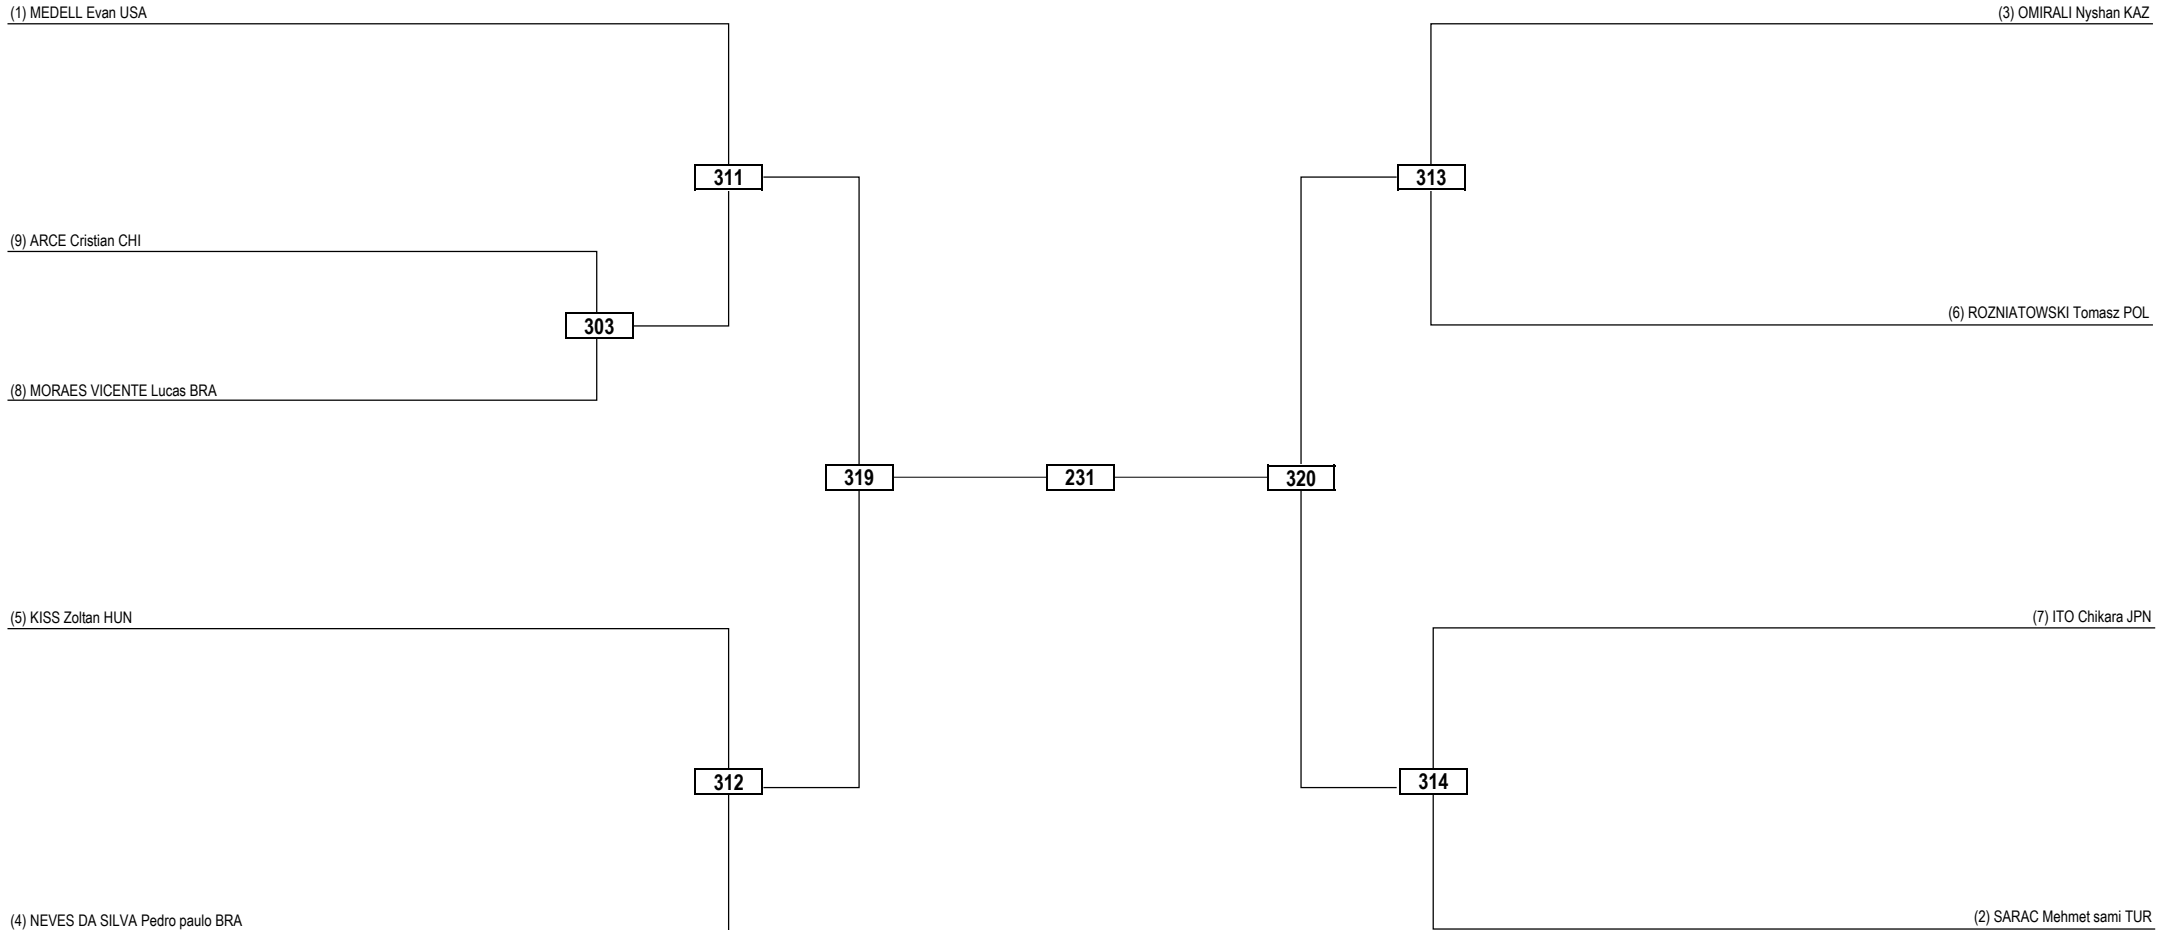 (1) MEDELL Evan USA
(3) OMIRALI Nyshan KAZ
311
313
(9) ARCE Cristian CHI
303
(6) ROZNIATOWSKI Tomasz POL
(8) MORAES VICENTE Lucas BRA
319
231
320
(5) KISS Zoltan HUN
(7) ITO Chikara JPN
312
314
(4) NEVES DA SILVA Pedro paulo BRA
(2) SARAC Mehmet sami TUR